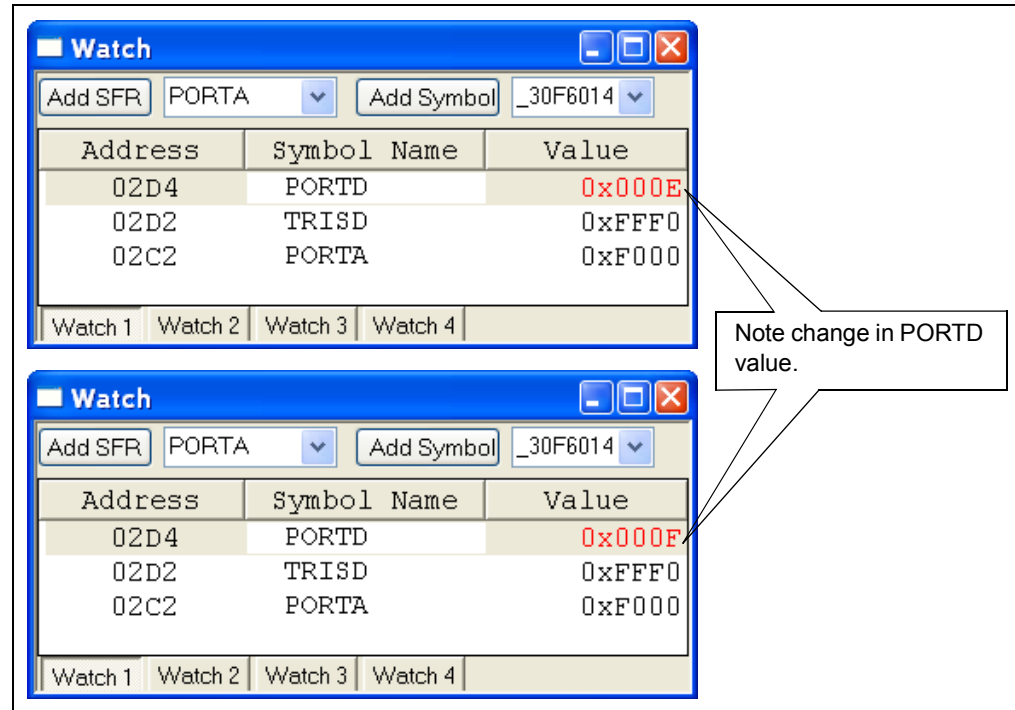 Watch
Add SFR PORTA Add Symbol _30F6014
Address Symbol Name Value
02D4 PORTD 0x000E
02D2 TRISD 0xFFF0
02C2 PORTA 0xF000
Watch 1 Watch 2 Watch 3 Watch 4
Note change in PORTD
value.
Watch
Add SFR PORTA Add Symbol _30F6014
Address Symbol Name Value
02D4 PORTD 0x000F
02D2 TRISD 0xFFF0
02C2 PORTA 0xF000
Watch 1 Watch 2 Watch 3 Watch 4